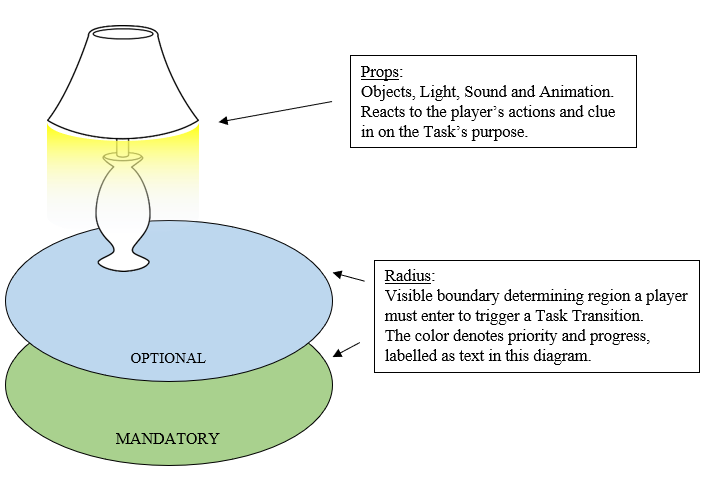 Props:
Objects, Light, Sound and Animation.
Reacts to the player's actions and clue
in on the Task's purpose.
Radius:
Visible boundary determining region a player
must enter to trigger a Task Transition.
The color denotes priority and progress,
labelled as text in this diagram.
OPTIONAL
MANDATORY